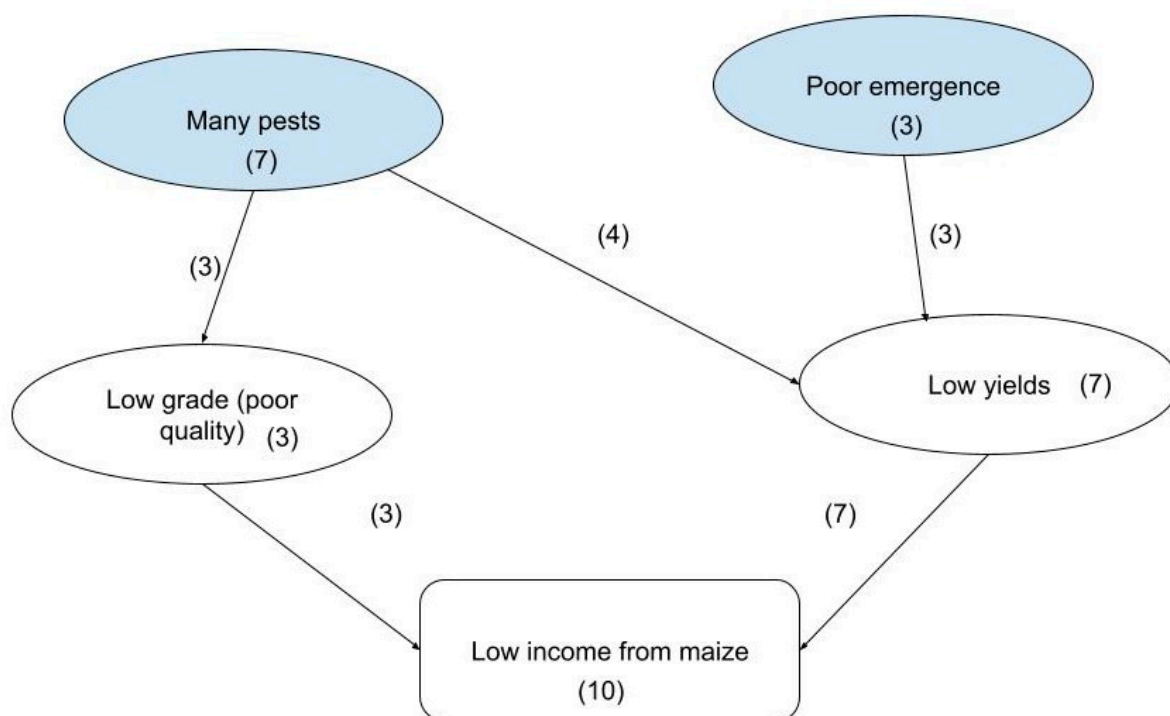 Poor emergence
(3)
Many pests
(7)
(4)
(3)
(3)
Low grade (poor
quality) (3)
Low yields (7)
(3)
(7)
Low income from maize
(10)